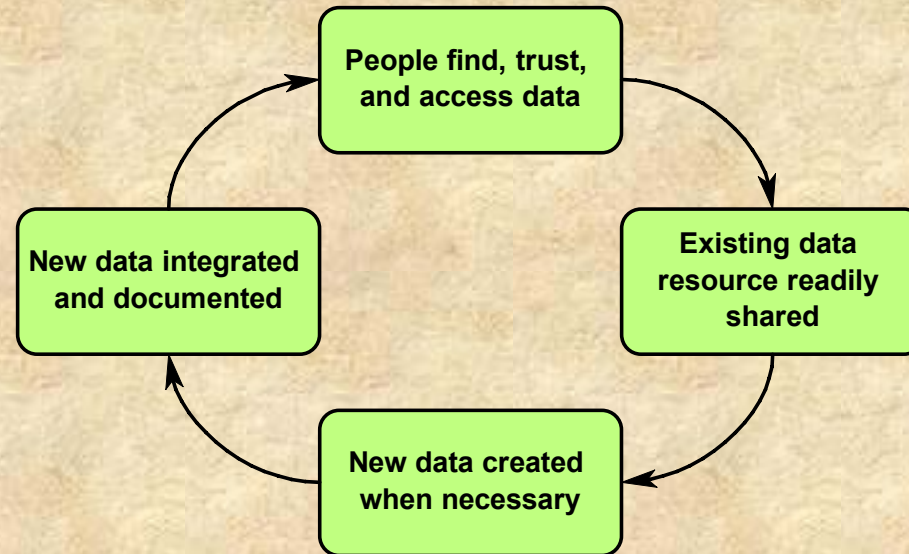 People find, trust,
and access data
Existing data
resource readily
shared
New data created
when necessary
New data integrated
and documented